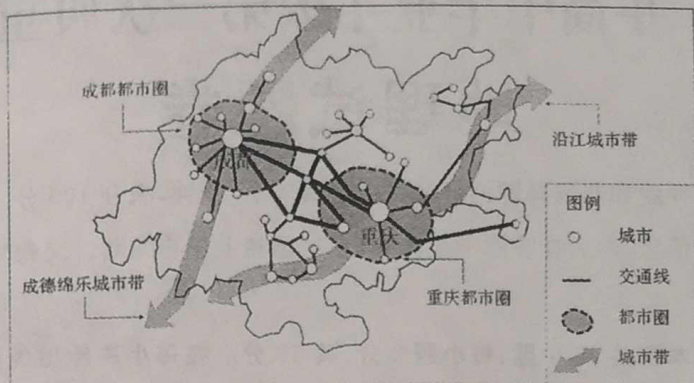 成都都市圈
成都
沿江城市带
重庆
成德绵乐城市带
重庆都市圈
图例
城市
交通线
都市圈
城市带